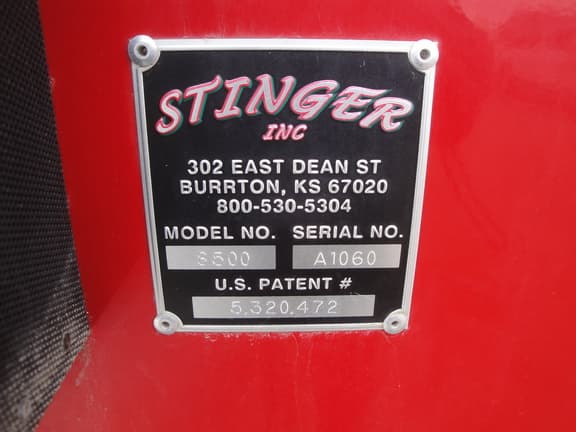 STINGER
INC
302 EAST DEAN ST
BURRTON, KS 67020
800-530-5304
MODEL NO. SERIAL NO.
S500 A1060
U.S. PATENT #
5,320,472